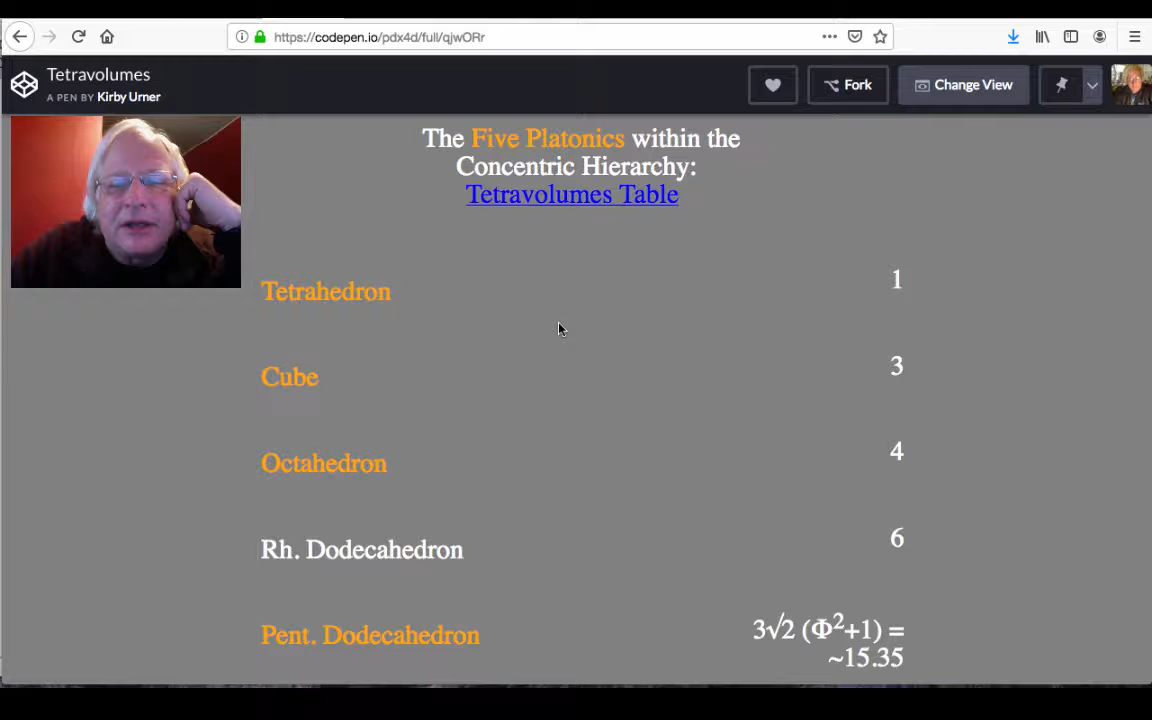 https://codepen.io/pdx4d/full/qjwORr
Tetravolumes
A PEN BY Kirby Urner
Fork
Change View
The Five Platonics within the
Concentric Hierarchy:
Tetravolumes Table
Tetrahedron 1
Cube 3
Octahedron 4
Rh. Dodecahedron 6
Pent. Dodecahedron 3√2 (Φ²+1) =
~15.35